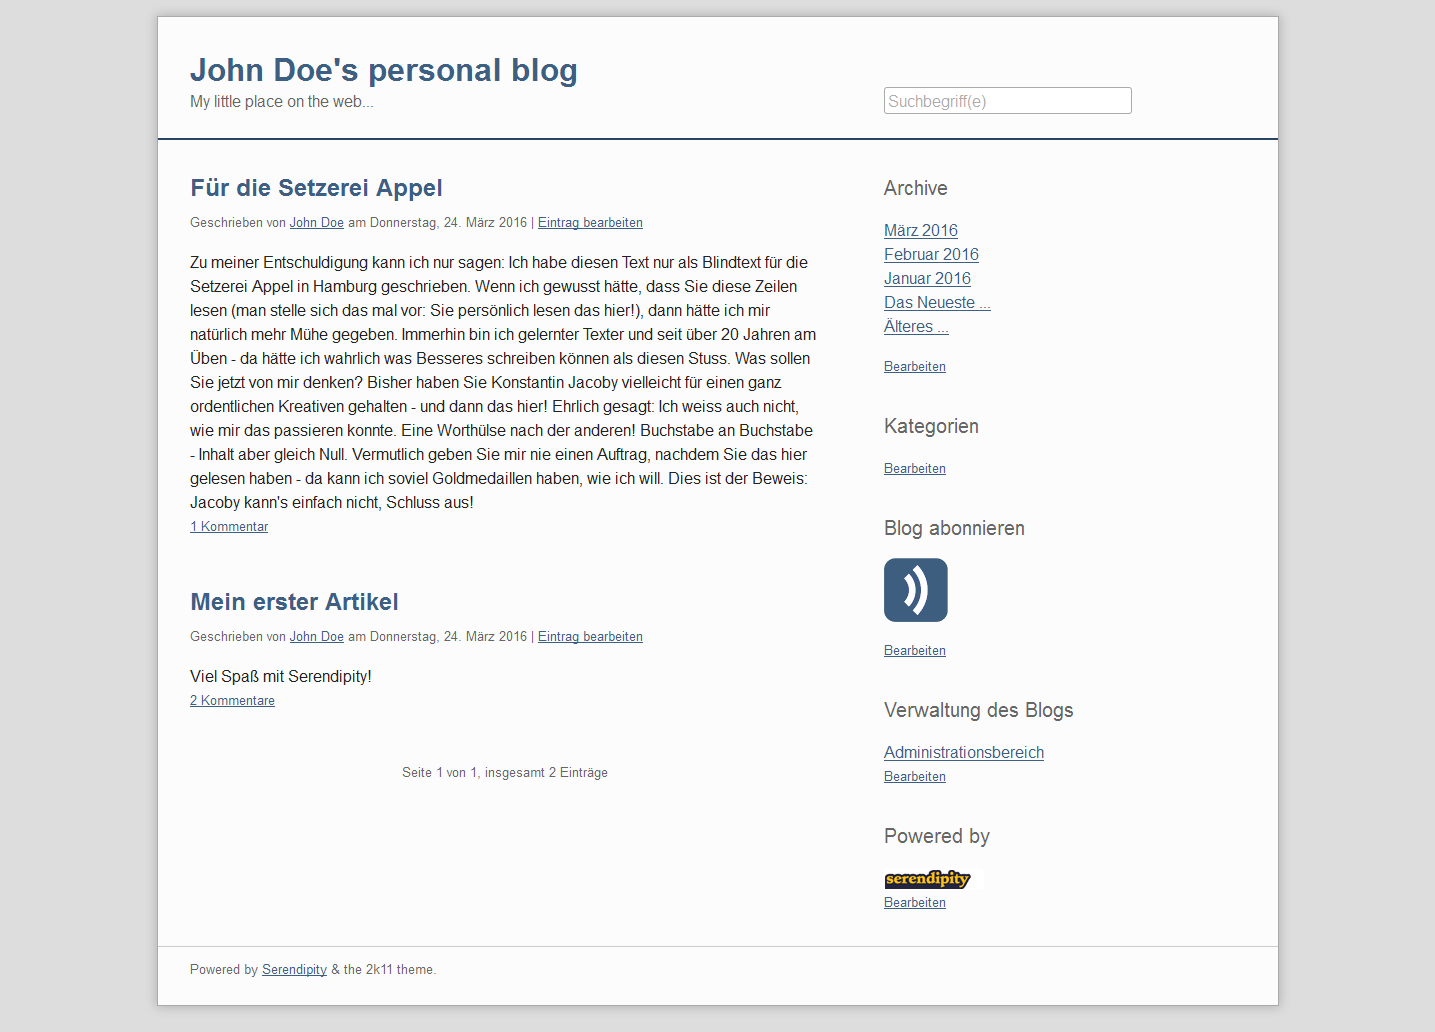 John Doe's personal blog
My little place on the web...
Suchbegriff(e)
Für die Setzerei Appel
Geschrieben von John Doe am Donnerstag, 24. März 2016 | Eintrag bearbeiten
Zu meiner Entschuldigung kann ich nur sagen: Ich habe diesen Text nur als Blindtext für die
Setzerei Appel in Hamburg geschrieben. Wenn ich gewusst hätte, dass Sie diese Zeilen
lesen (man stelle sich das mal vor: Sie persönlich lesen das hier!), dann hätte ich mir
natürlich mehr Mühe gegeben. Immerhin bin ich gelernter Texter und seit über 20 Jahren am
Üben - da hätte ich wahrlich was Besseres schreiben können als diesen Stuss. Was sollen
Sie jetzt von mir denken? Bisher haben Sie Konstantin Jacoby vielleicht für einen ganz
ordentlichen Kreativen gehalten - und dann das hier! Ehrlich gesagt: Ich weiss auch nicht,
wie mir das passieren konnte. Eine Worthülse nach der anderen! Buchstabe an Buchstabe
- Inhalt aber gleich Null. Vermutlich geben Sie mir nie einen Auftrag, nachdem Sie das hier
gelesen haben - da kann ich soviel Goldmedaillen haben, wie ich will. Dies ist der Beweis:
Jacoby kann's einfach nicht, Schluss aus!
1 Kommentar
Mein erster Artikel
Geschrieben von John Doe am Donnerstag, 24. März 2016 | Eintrag bearbeiten
Viel Spaß mit Serendipity!
2 Kommentare
Seite 1 von 1, insgesamt 2 Einträge
Archive
März 2016
Februar 2016
Januar 2016
Das Neueste ...
Älteres ...
Bearbeiten
Kategorien
Bearbeiten
Blog abonnieren
Bearbeiten
Verwaltung des Blogs
Administrationsbereich
Bearbeiten
Powered by
serendipity
Bearbeiten
Powered by Serendipity & the 2k11 theme.